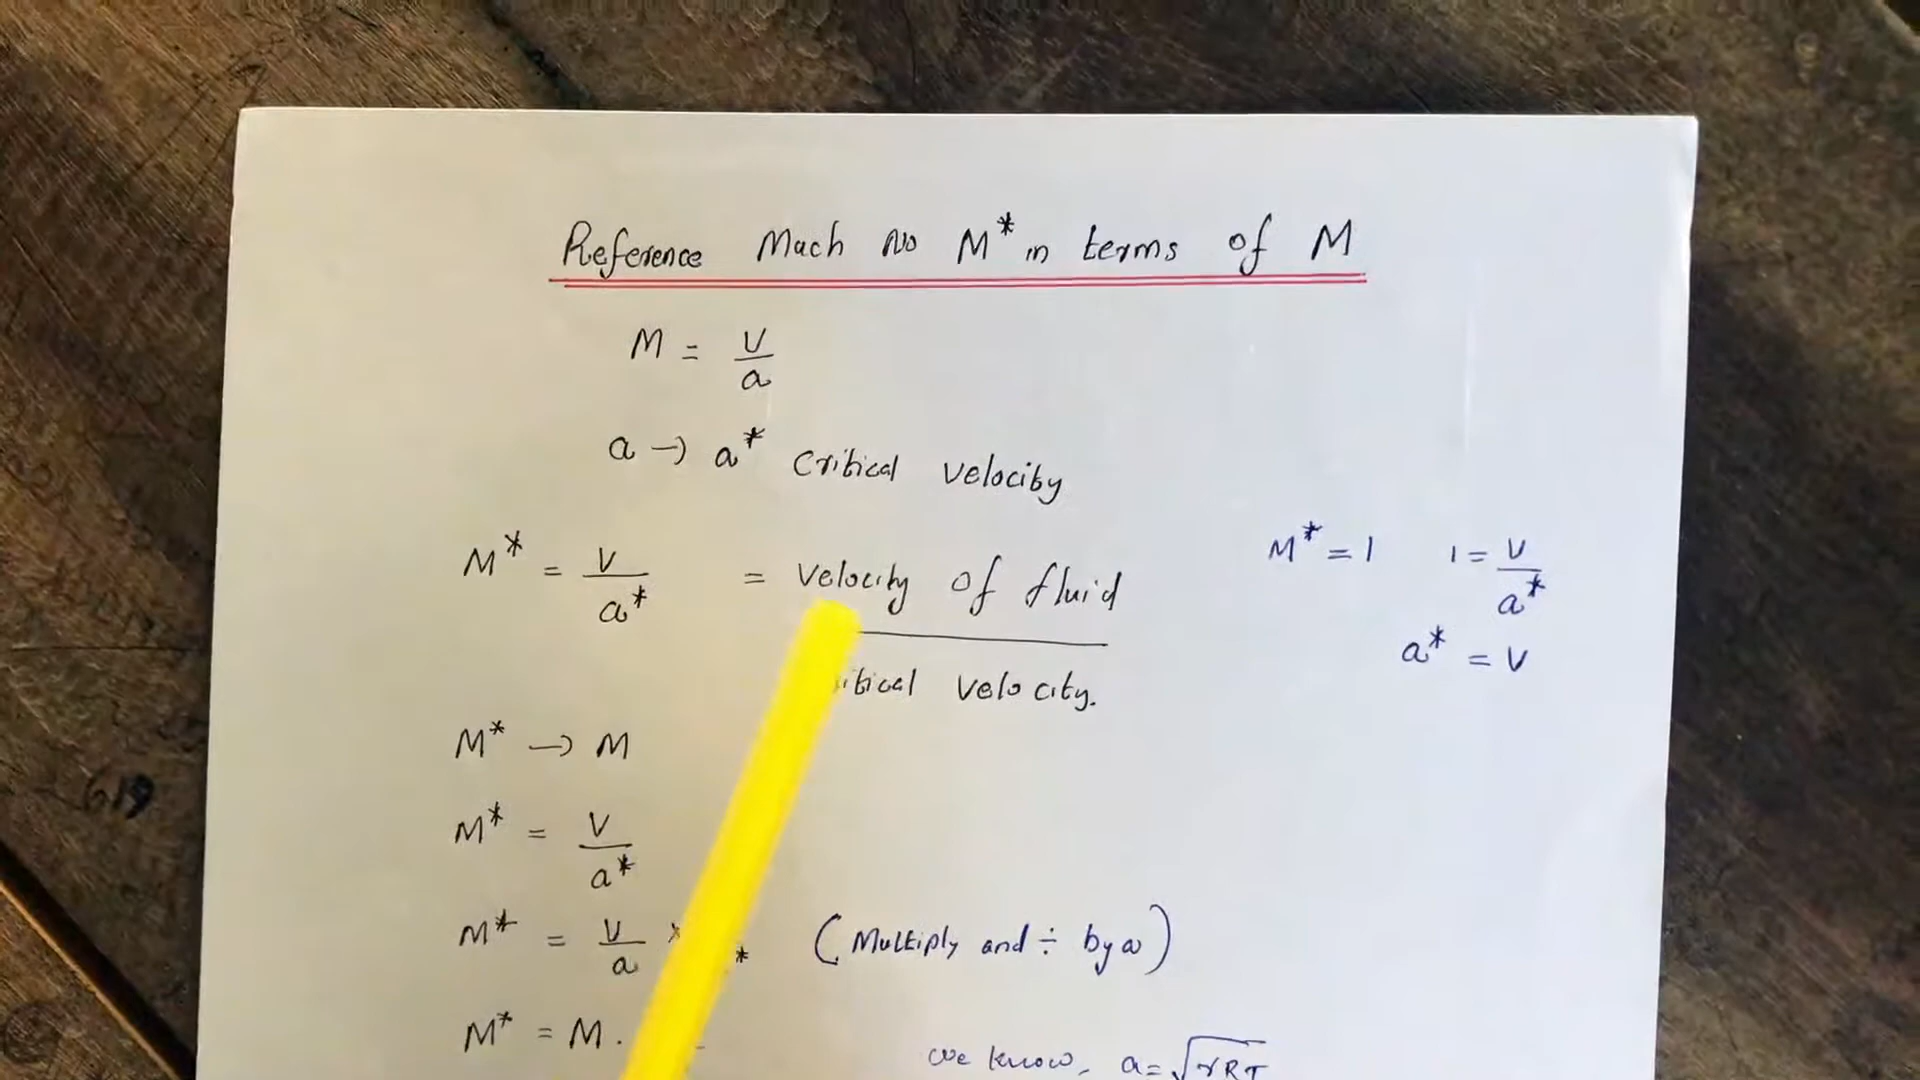 Reference Mach No M* in terms of M
M = V/a
a → a* Critical velocity
M* = V/a* = Velocity of fluid / velocity.
M* = 1 1 = V/a*
a* = V
M* → M
M* = V/a*
M* = V/a × * (Multiply and ÷ by a)
M* = M.
we know, a = √γRT
619